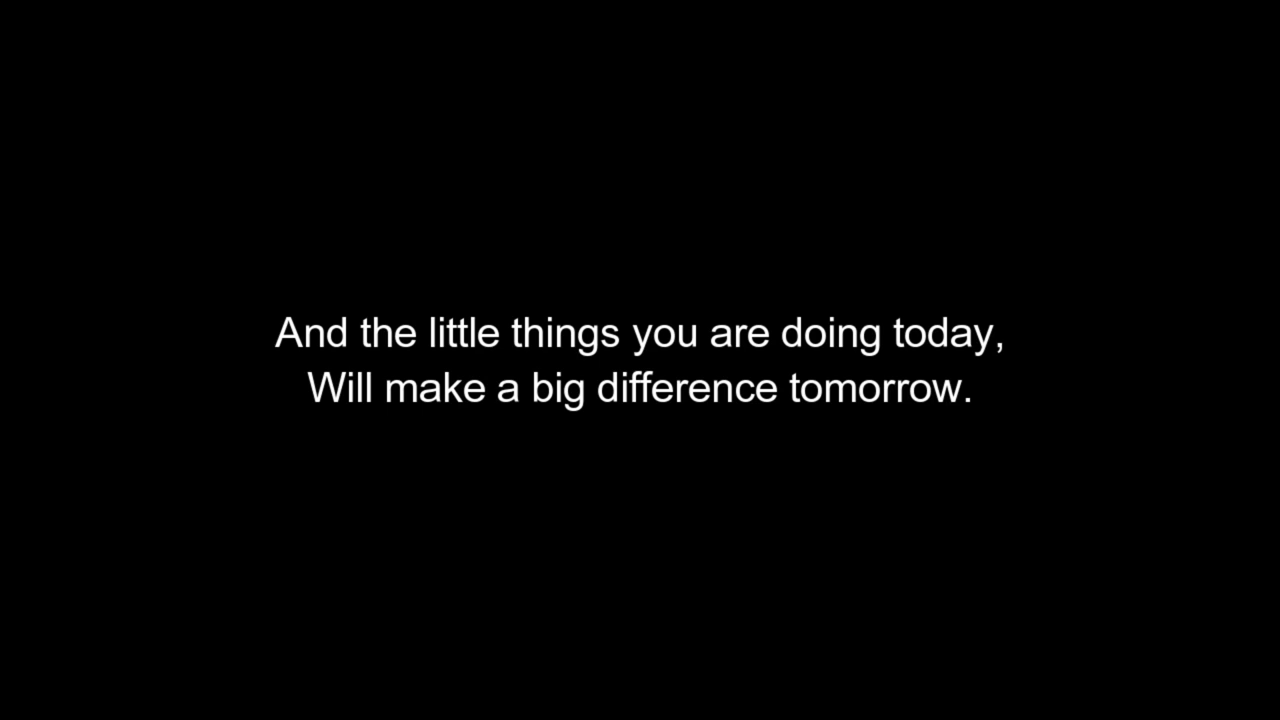 And the little things you are doing today,
Will make a big difference tomorrow.